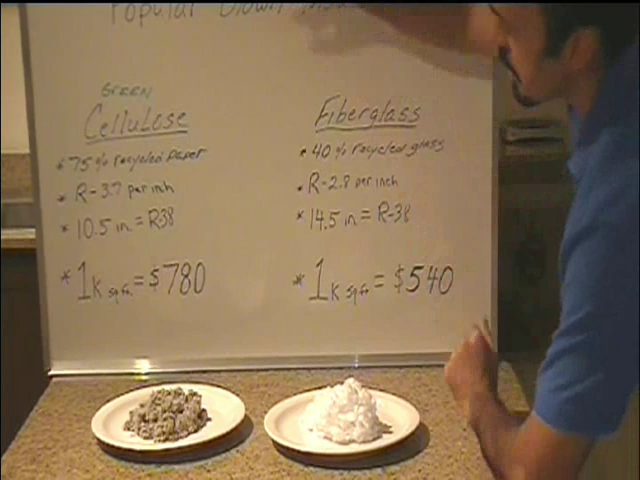 Popular Blown
GREEN
Cellulose
* 75% recycled paper
* R-3.7 per inch
* 10.5 in = R38
* 1K sq ft. = $780
Fiberglass
* 40% recycled glass
* R-2.8 per inch
* 14.5 in = R-38
* 1K sq ft = $540